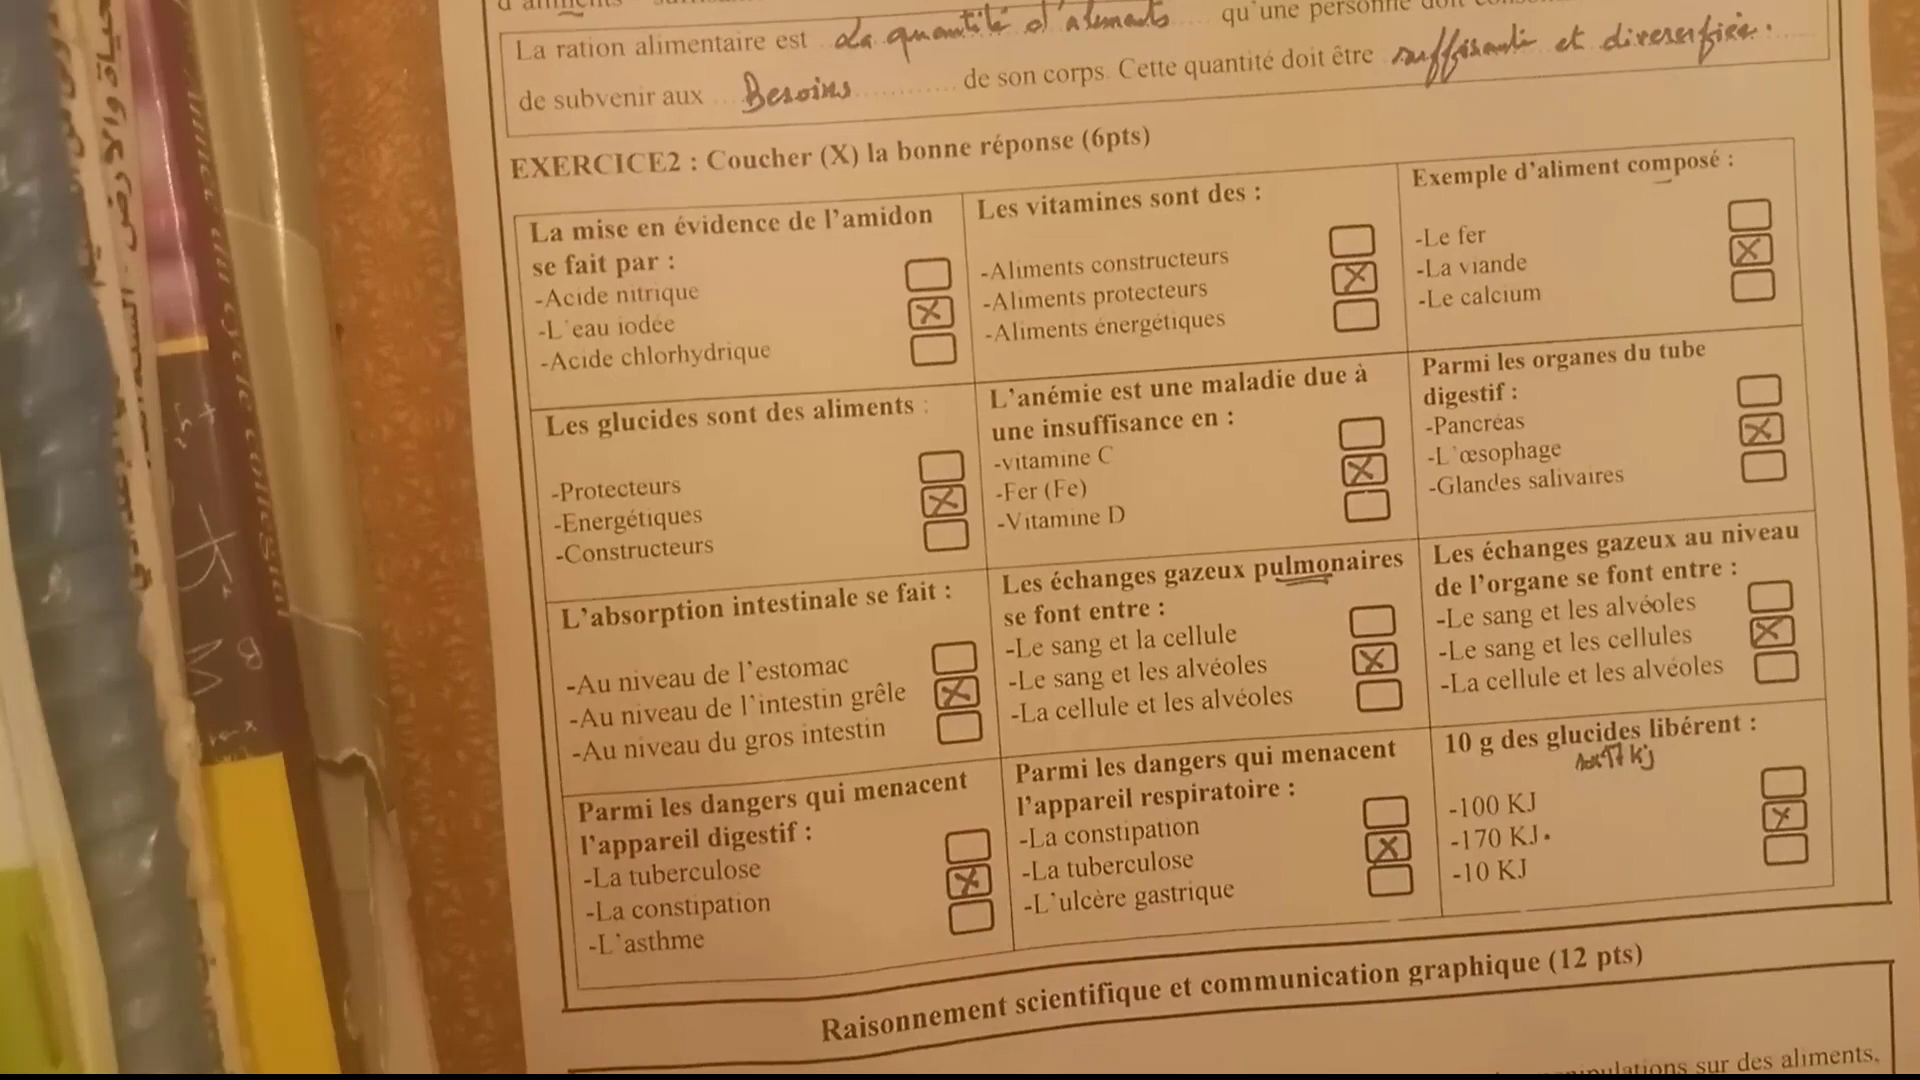 La ration alimentaire est La quantité d'aliments qu'une personne doit
de subvenir aux Besoins de son corps. Cette quantité doit être suffisante et diversifiée.
EXERCICE2 : Coucher (X) la bonne réponse (6pts)
La mise en évidence de l'amidon
se fait par :
-Acide nitrique
-L'eau iodée
X
-Acide chlorhydrique
Les vitamines sont des :
-Aliments constructeurs
-Aliments protecteurs
X
-Aliments énergétiques
Exemple d'aliment composé :
-Le fer
-La viande
X
-Le calcium
Les glucides sont des aliments :
-Protecteurs
-Energétiques
X
-Constructeurs
L'anémie est une maladie due à
une insuffisance en :
-vitamine C
-Fer (Fe)
X
-Vitamine D
Parmi les organes du tube
digestif :
-Pancréas
-L'œsophage
X
-Glandes salivaires
L'absorption intestinale se fait :
-Au niveau de l'estomac
-Au niveau de l'intestin grêle
X
-Au niveau du gros intestin
Les échanges gazeux pulmonaires
se font entre :
-Le sang et la cellule
-Le sang et les alvéoles
X
-La cellule et les alvéoles
Les échanges gazeux au niveau
de l'organe se font entre :
-Le sang et les alvéoles
-Le sang et les cellules
X
-La cellule et les alvéoles
Parmi les dangers qui menacent
l'appareil digestif :
-La tuberculose
-La constipation
X
-L'asthme
Parmi les dangers qui menacent
l'appareil respiratoire :
-La constipation
-La tuberculose
X
-L'ulcère gastrique
10 g des glucides libérent :
10x17 Kj
-100 KJ
-170 KJ.
X
-10 KJ
Raisonnement scientifique et communication graphique (12 pts)
sur des aliments,